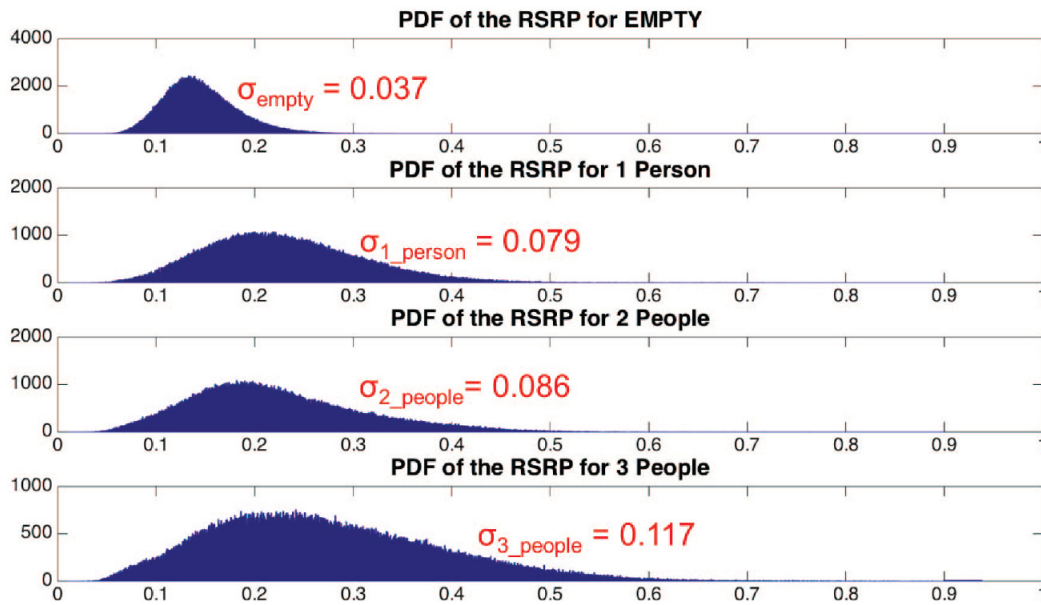 PDF of the RSRP for EMPTY
4000
2000
0
σempty = 0.037
0 0.1 0.2 0.3 0.4 0.5 0.6 0.7 0.8 0.9 1
PDF of the RSRP for 1 Person
2000
1000
0
σ1_person = 0.079
0 0.1 0.2 0.3 0.4 0.5 0.6 0.7 0.8 0.9
PDF of the RSRP for 2 People
2000
1000
0
σ2_people= 0.086
0 0.1 0.2 0.3 0.4 0.5 0.6 0.7 0.8 0.9
PDF of the RSRP for 3 People
1000
500
0
σ3_people = 0.117
0 0.1 0.2 0.3 0.4 0.5 0.6 0.7 0.8 0.9